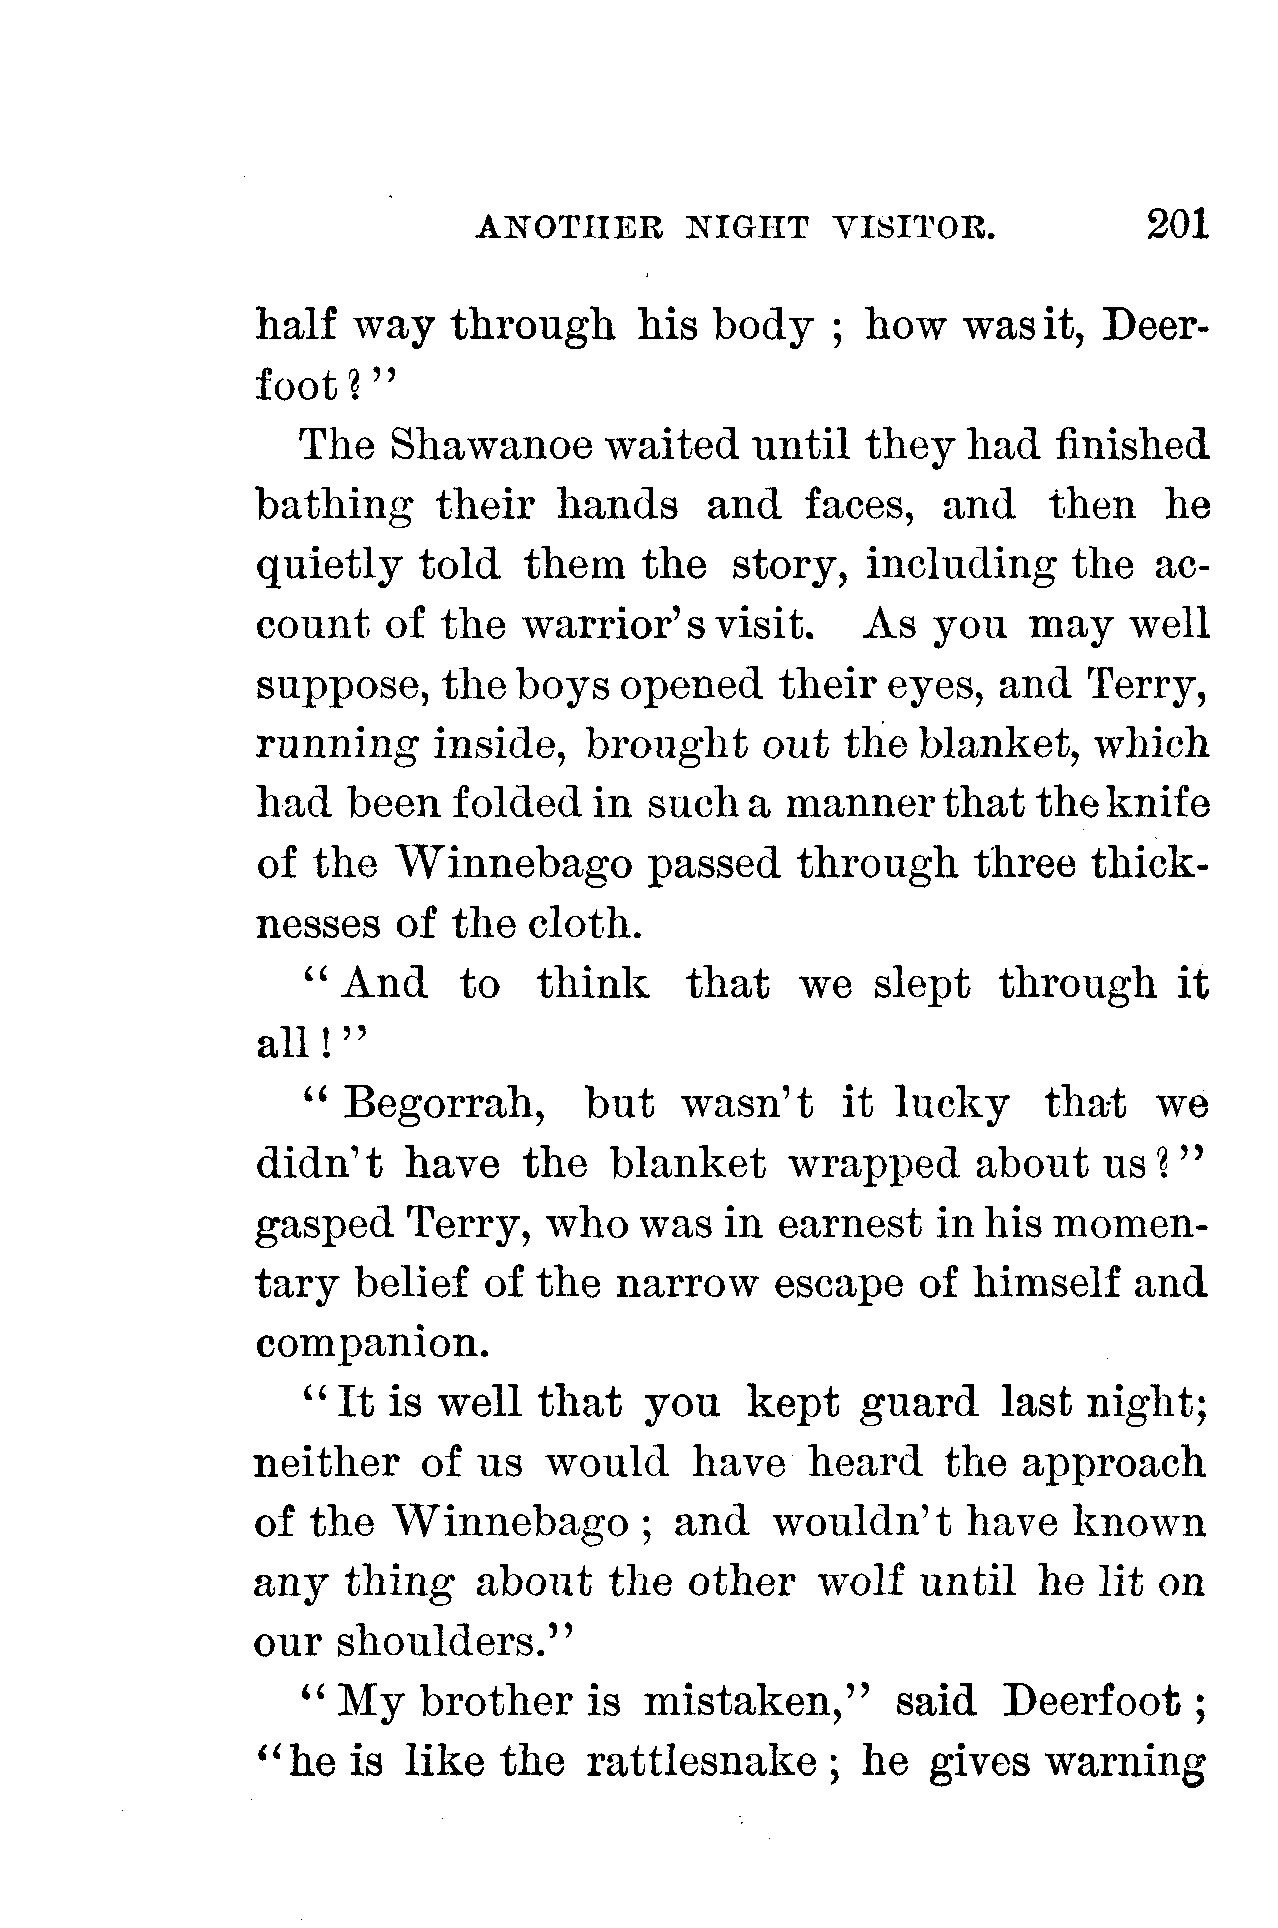 ANOTHER NIGHT VISITOR. 201
half way through his body ; how was it, Deer-
foot ? "
The Shawanoe waited until they had finished
bathing their hands and faces, and then he
quietly told them the story, including the ac-
count of the warrior's visit. As you may well
suppose, the boys opened their eyes, and Terry,
running inside, brought out the blanket, which
had been folded in such a manner that the knife
of the Winnebago passed through three thick-
nesses of the cloth.
" And to think that we slept through it
all ! "
" Begorrah, but wasn't it lucky that we
didn't have the blanket wrapped about us ? "
gasped Terry, who was in earnest in his momen-
tary belief of the narrow escape of himself and
companion.
" It is well that you kept guard last night;
neither of us would have heard the approach
of the Winnebago ; and wouldn't have known
any thing about the other wolf until he lit on
our shoulders."
" My brother is mistaken," said Deerfoot ;
" he is like the rattlesnake ; he gives warning